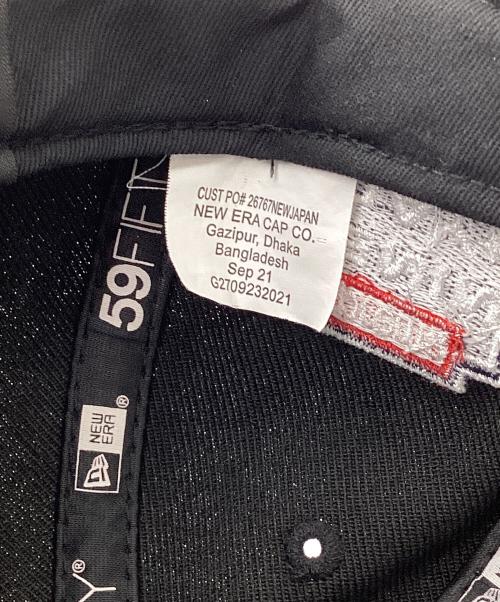 CUST PO# 26767NEWJAPAN
NEW ERA CAP CO.
Gazipur, Dhaka
Bangladesh
Sep 21
G2T09232021
59FIFTY
NEW ERA®
®
Y